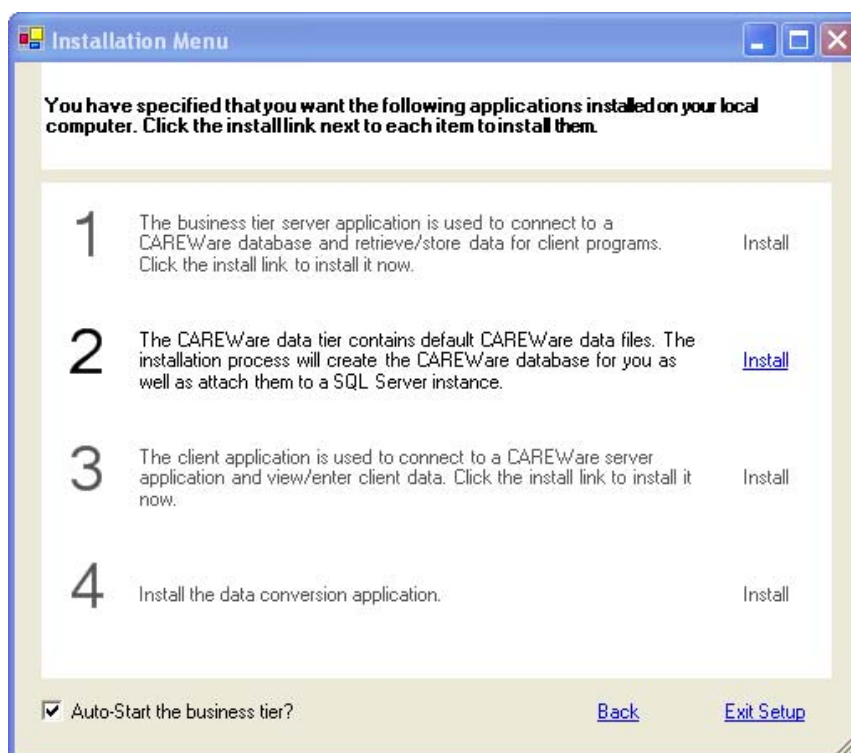 Installation Menu
You have specified that you want the following applications installed on your local
computer. Click the install link next to each item to install them.
1
The business tier server application is used to connect to a
CAREWare database and retrieve/store data for client programs.
Click the install link to install it now.
Install
2
The CAREWare data tier contains default CAREWare data files. The
installation process will create the CAREWare database for you as
well as attach them to a SQL Server instance.
Install
3
The client application is used to connect to a CAREWare server
application and view/enter client data. Click the install link to install it
now.
Install
4
Install the data conversion application.
Install
Auto-Start the business tier?
Back
Exit Setup